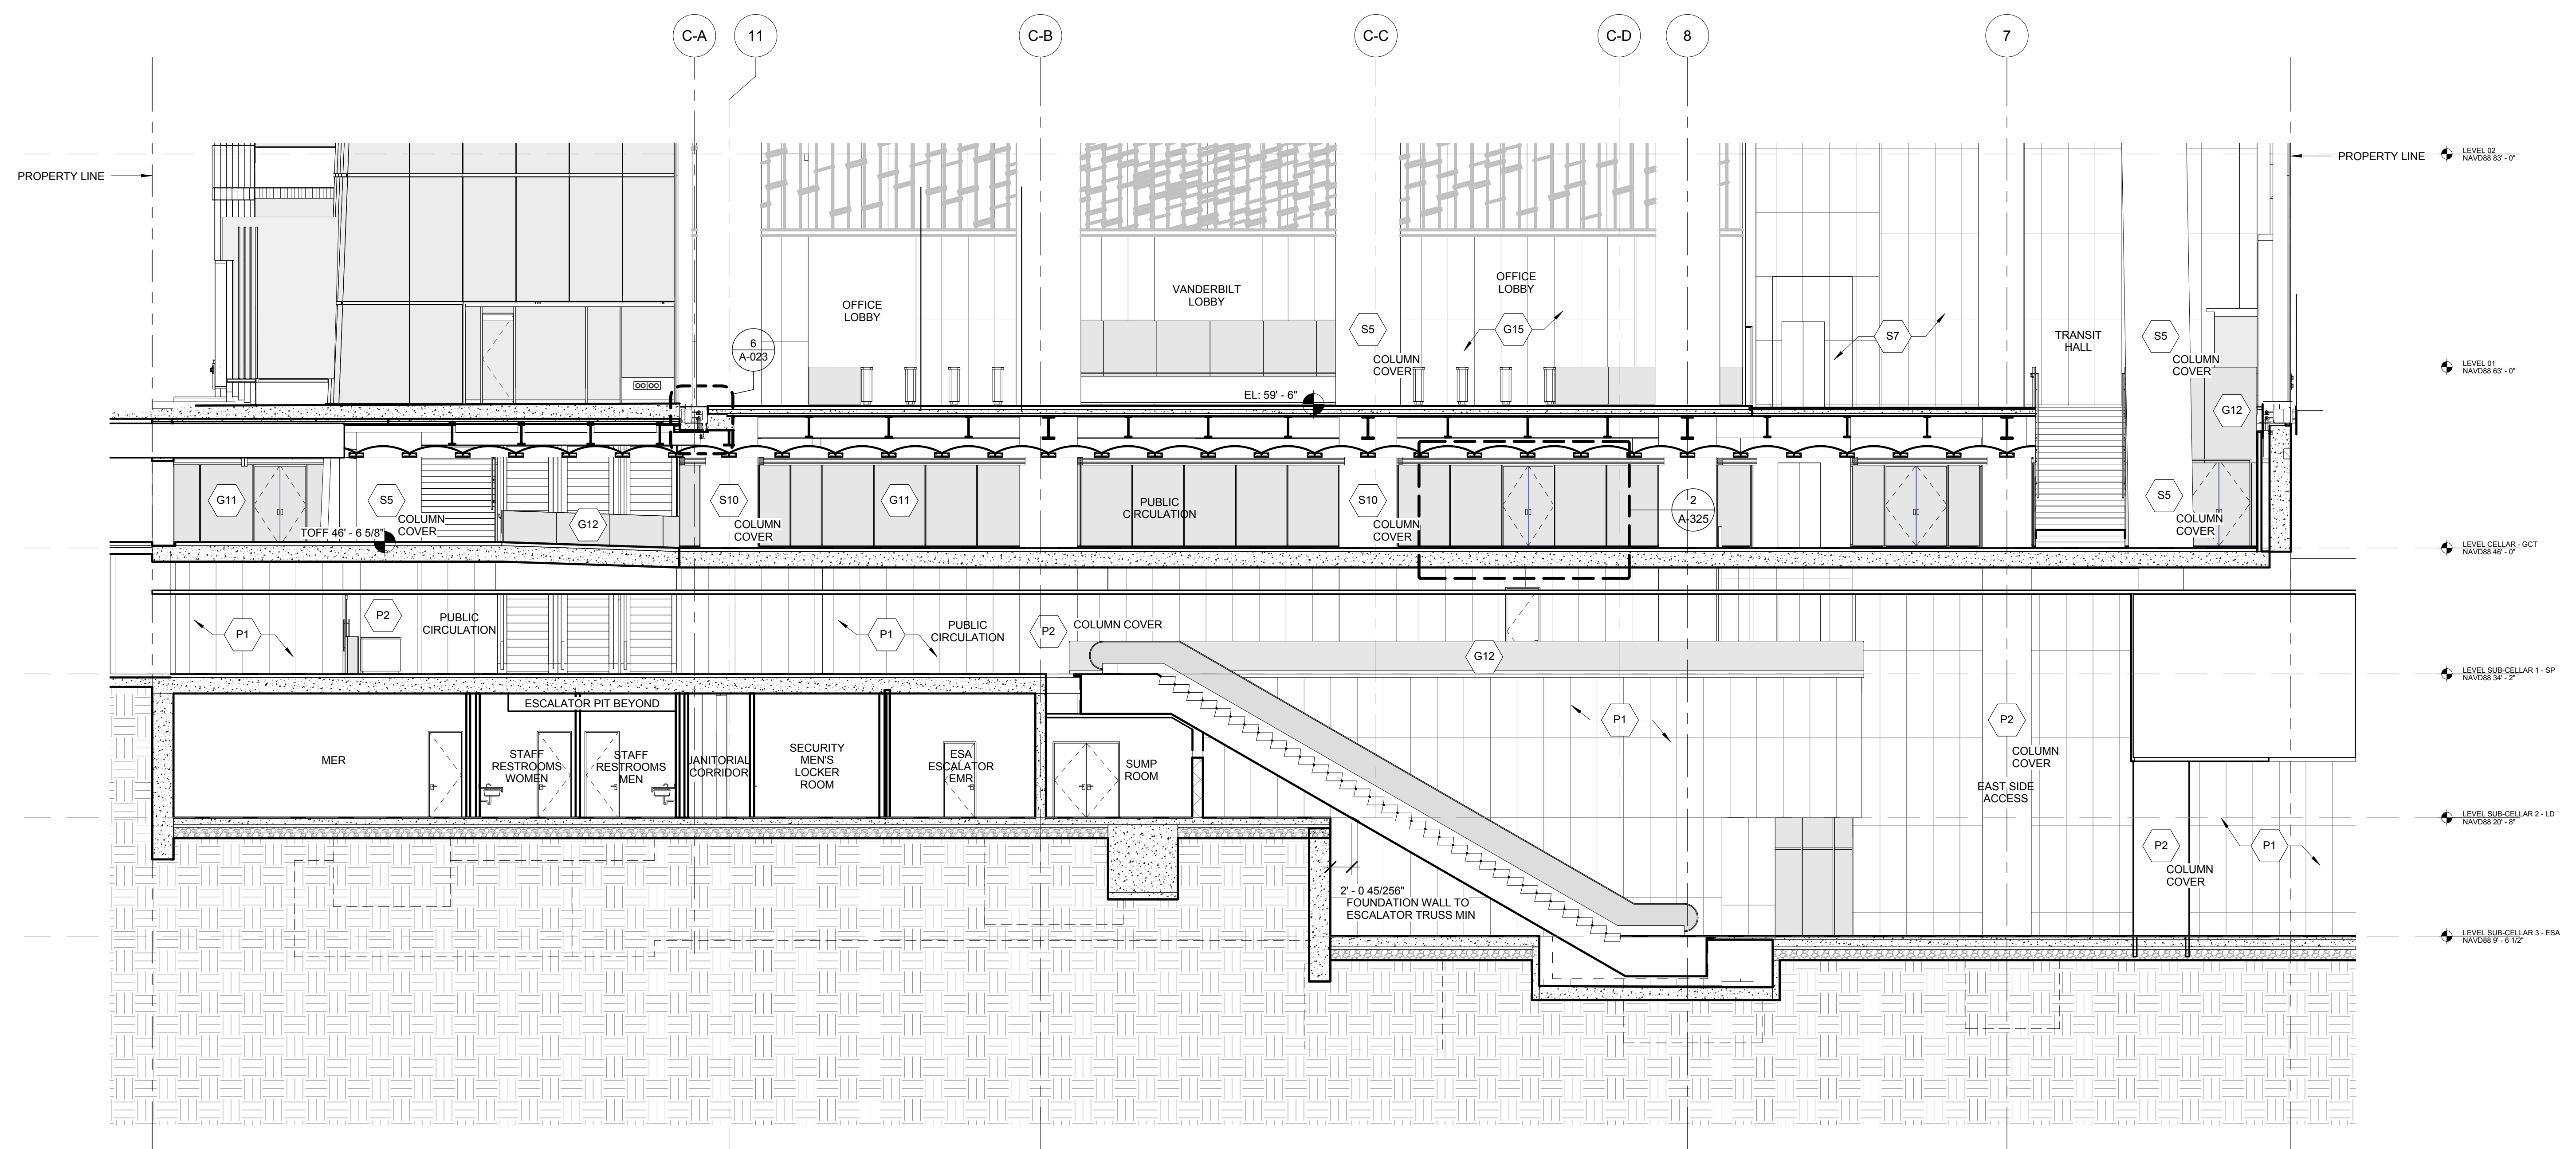 C-A
11
C-B
C-C
C-D
8
7
LEVEL 02
NAVD88 83' - 0"
PROPERTY LINE
PROPERTY LINE
OFFICE
LOBBY
VANDERBILT
LOBBY
OFFICE
LOBBY
S5
G15
S7
TRANSIT
HALL
S5
6
A-023
COLUMN
COVER
COLUMN
COVER
LEVEL 01
NAVD88 63' - 0"
EL: 59' - 6"
G12
G11
S5
S10
G11
PUBLIC
CIRCULATION
S10
2
A-325
S5
TOFF 46' - 6 5/8"
COLUMN
COVER
G12
COLUMN
COVER
COLUMN
COVER
COLUMN
COVER
LEVEL CELLAR - GCT
NAVD88 46' - 0"
P1
P2
PUBLIC
CIRCULATION
P1
PUBLIC
CIRCULATION
P2
COLUMN COVER
G12
LEVEL SUB-CELLAR 1 - SP
NAVD88 34' - 2"
ESCALATOR PIT BEYOND
MER
STAFF
RESTROOMS
WOMEN
STAFF
RESTROOMS
MEN
JANITORIAL
CORRIDOR
SECURITY
MEN'S
LOCKER
ROOM
ESA
ESCALATOR
EMR
SUMP
ROOM
P1
P2
COLUMN
COVER
EAST SIDE
ACCESS
LEVEL SUB-CELLAR 2 - LD
NAVD88 20' - 8"
P2
P1
COLUMN
COVER
2' - 0 45/256"
FOUNDATION WALL TO
ESCALATOR TRUSS MIN
LEVEL SUB-CELLAR 3 - ESA
NAVD88 9' - 6 1/2"